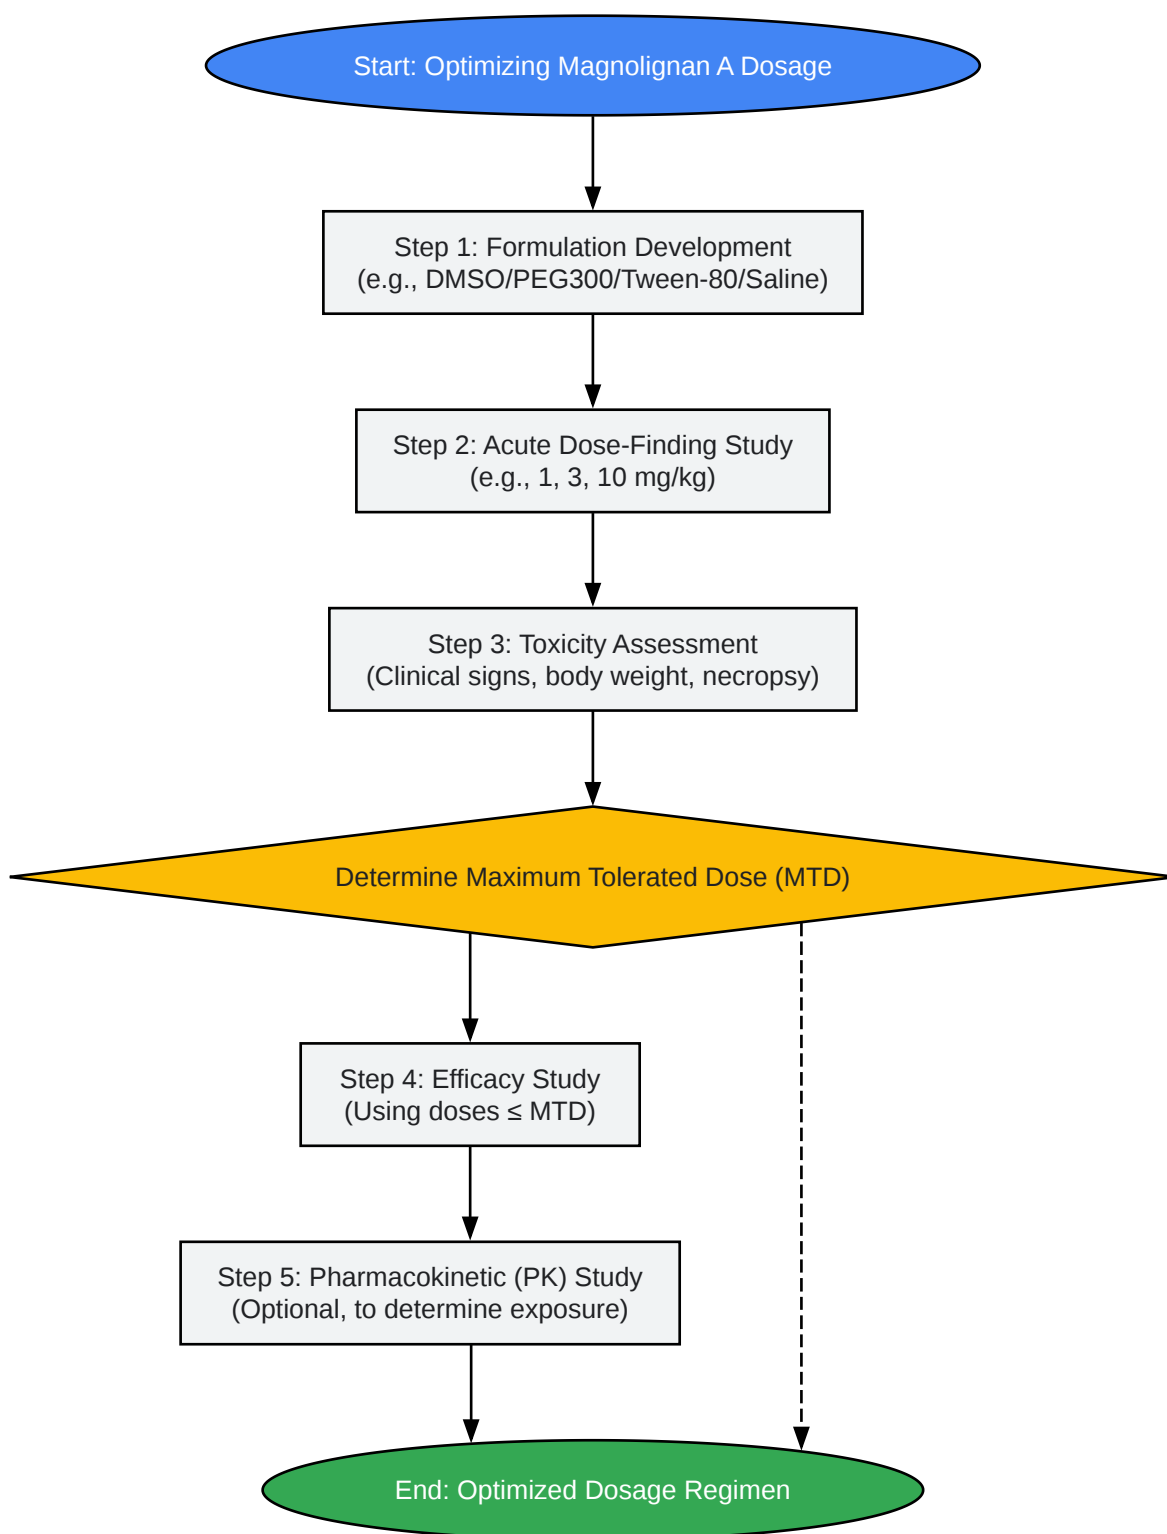 Start: Optimizing Magnolignan A Dosage
Step 1: Formulation Development
(e.g., DMSO/PEG300/Tween-80/Saline)
Step 2: Acute Dose-Finding Study
(e.g., 1, 3, 10 mg/kg)
Step 3: Toxicity Assessment
(Clinical signs, body weight, necropsy)
Determine Maximum Tolerated Dose (MTD)
Step 4: Efficacy Study
(Using doses ≤ MTD)
Step 5: Pharmacokinetic (PK) Study
(Optional, to determine exposure)
End: Optimized Dosage Regimen